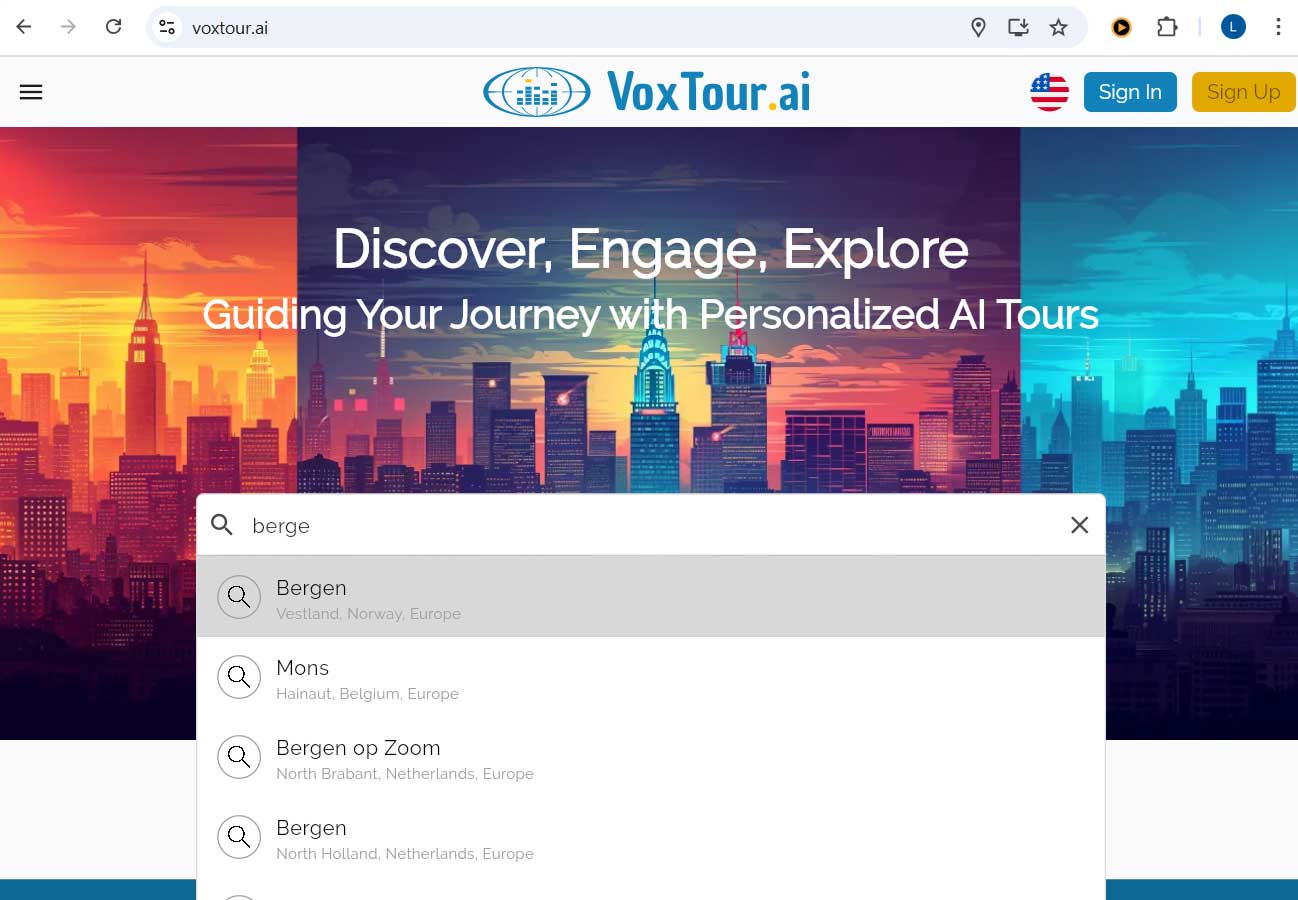 voxtour.ai
L
VoxTour.ai
Sign In
Sign Up
Discover, Engage, Explore
Guiding Your Journey with Personalized AI Tours
berge
Bergen
Vestland, Norway, Europe
Mons
Hainaut, Belgium, Europe
Bergen op Zoom
North Brabant, Netherlands, Europe
Bergen
North Holland, Netherlands, Europe